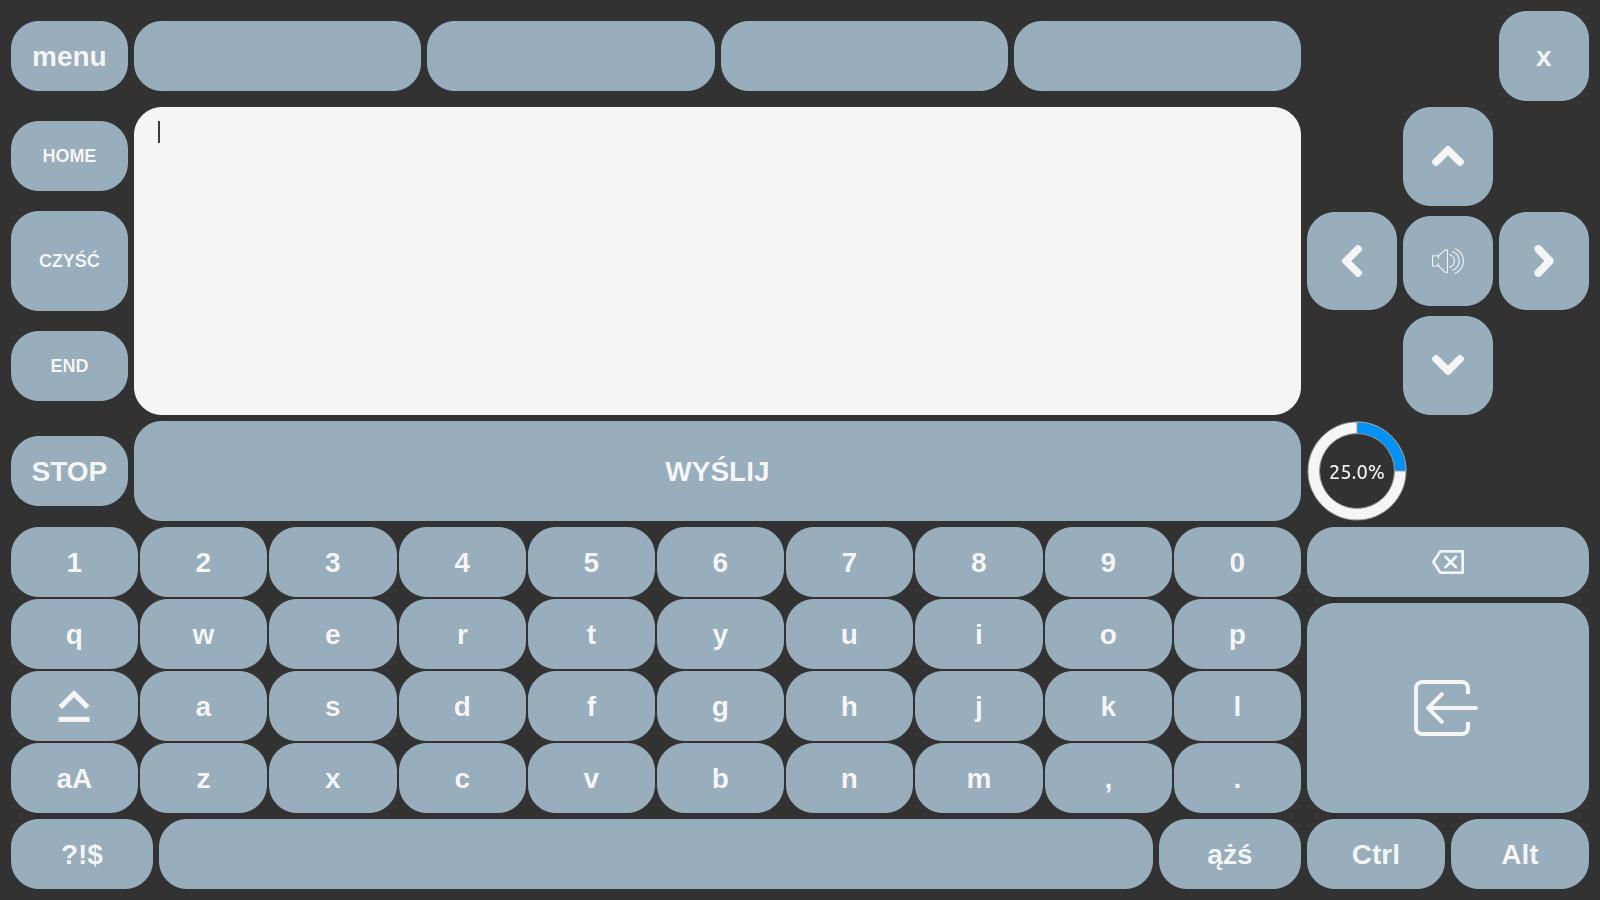 menu
x
HOME
CZYŚĆ
END
STOP
WYŚLIJ
25.0%
1 2 3 4 5 6 7 8 9 0
q w e r t y u i o p
a s d f g h j k l
aA z x c v b n m , .
?!$ ążś Ctrl Alt